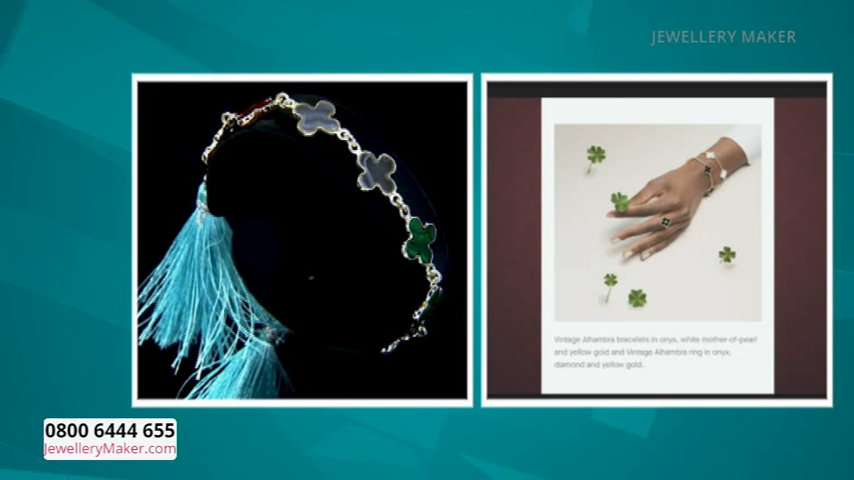 JEWELLERY MAKER
Vintage Alhambra bracelets in onyx, white mother-of-pearl
and yellow gold and Vintage Alhambra ring in onyx,
diamond and yellow gold.
0800 6444 655
JewelleryMaker.com